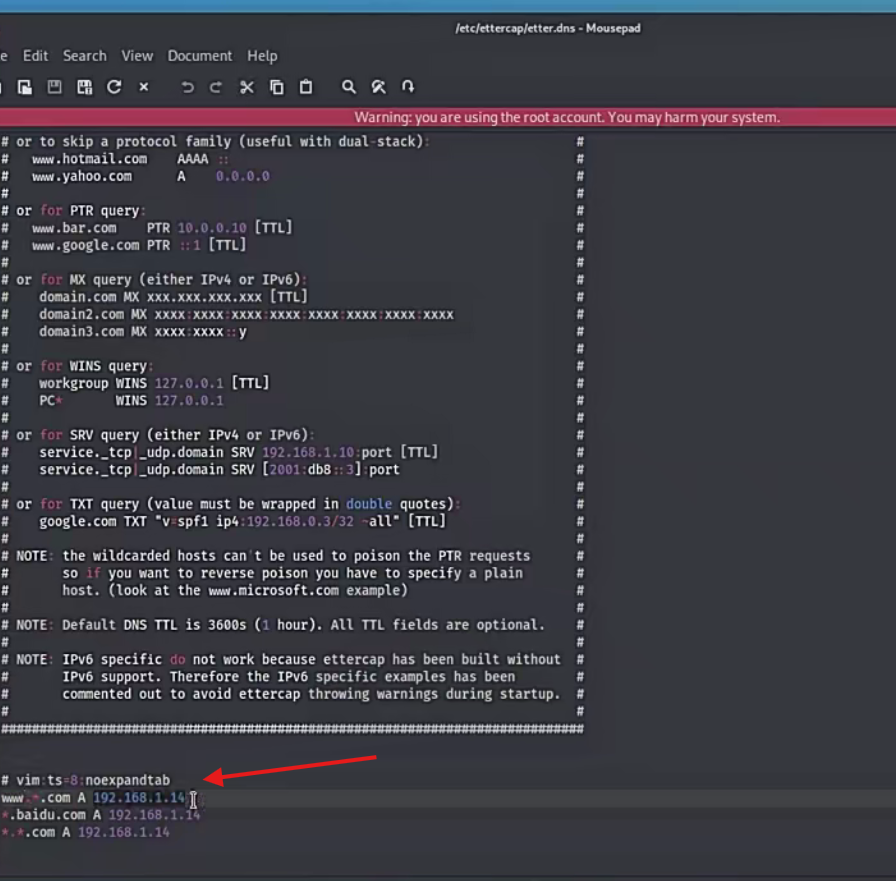 /etc/ettercap/etter.dns - Mousepad
e Edit Search View Document Help
Warning: you are using the root account. You may harm your system.
# or to skip a protocol family (useful with dual-stack): #
# www.hotmail.com AAAA :: #
# www.yahoo.com A 0.0.0.0 #
# #
# or for PTR query: #
# www.bar.com PTR 10.0.0.10 [TTL] #
# www.google.com PTR ::1 [TTL] #
# #
# or for MX query (either IPv4 or IPv6): #
# domain.com MX xxx.xxx.xxx.xxx [TTL] #
# domain2.com MX xxxx:xxxx:xxxx:xxxx:xxxx:xxxx:xxxx:xxxx #
# domain3.com MX xxxx:xxxx::y #
# #
# or for WINS query: #
# workgroup WINS 127.0.0.1 [TTL] #
# PC* WINS 127.0.0.1 #
# #
# or for SRV query (either IPv4 or IPv6): #
# service._tcp|_udp.domain SRV 192.168.1.10:port [TTL] #
# service._tcp|_udp.domain SRV [2001:db8::3]:port #
# #
# or for TXT query (value must be wrapped in double quotes): #
# google.com TXT "v=spf1 ip4:192.168.0.3/32 ~all" [TTL] #
# #
# NOTE: the wildcarded hosts can't be used to poison the PTR requests #
# so if you want to reverse poison you have to specify a plain #
# host. (look at the www.microsoft.com example) #
# #
# NOTE: Default DNS TTL is 3600s (1 hour). All TTL fields are optional. #
# #
# NOTE: IPv6 specific do not work because ettercap has been built without #
# IPv6 support. Therefore the IPv6 specific examples has been #
# commented out to avoid ettercap throwing warnings during startup. #
# #
############################################################################
# vim:ts=8:noexpandtab
www.*.com A 192.168.1.14
*.baidu.com A 192.168.1.14
*.*.com A 192.168.1.14